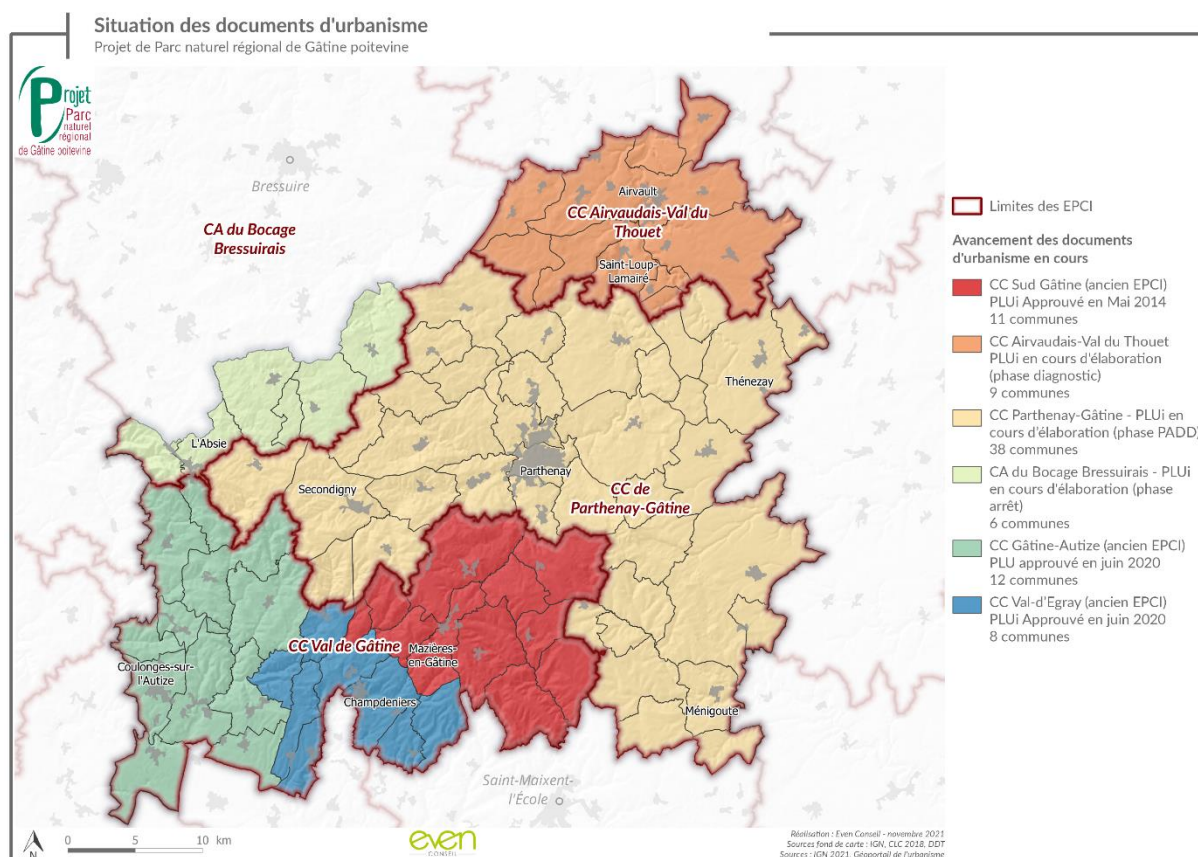 Situation des documents d'urbanisme
Projet de Parc naturel régional de Gâtine poitevine
Projet
Parc
naturel
régional
de Gâtine poitevine
Bressuire
CA du Bocage
Bressuirais
Airvault
CC Airvaudais-Val du
Thouet
Saint-Loup-
Lamairé
Thénezay
L'Absie
Secondigny
Parthenay
CC de
Parthenay-Gâtine
CC Val de Gâtine
Mazières-
en-Gâtine
Coulonges-sur-
l'Autize
Champdeniers
Ménigoute
Saint-Maixent-
l'École
Limites des EPCI
Avancement des documents
d'urbanisme en cours
CC Sud Gâtine (ancien EPCI)
PLUi Approuvé en Mai 2014
11 communes
CC Airvaudais-Val du Thouet
PLUi en cours d'élaboration
(phase diagnostic)
9 communes
CC Parthenay-Gâtine - PLUi en
cours d'élaboration (phase PADD)
38 communes
CA du Bocage Bressuirais - PLUi
en cours d'élaboration (phase
arrêt)
6 communes
CC Gâtine-Autize (ancien EPCI)
PLU approuvé en juin 2020
12 communes
CC Val-d'Egray (ancien EPCI)
PLUi Approuvé en juin 2020
8 communes
N
0 5 10 km
even
CONSEIL
Réalisation : Even Conseil - novembre 2021
Sources fond de carte : IGN, CLC 2018, DDT
Sources : IGN 2021, Géoportail de l'urbanisme